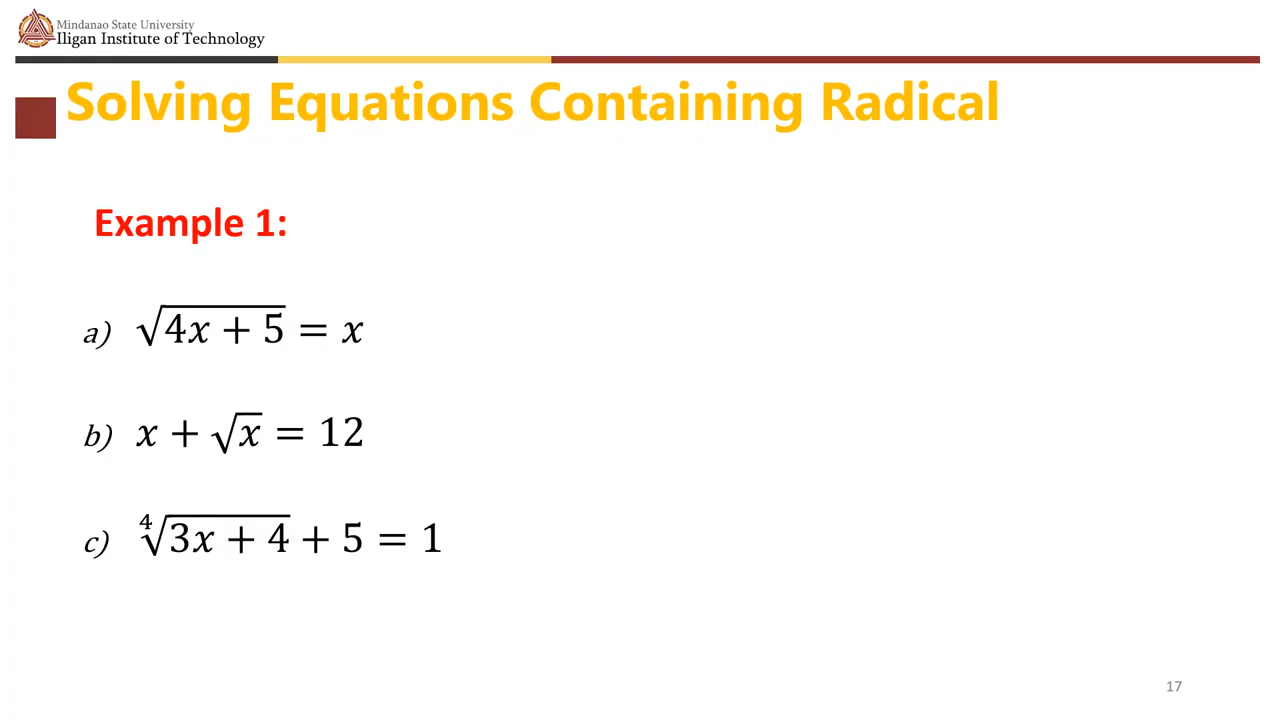 Mindanao State University
Iligan Institute of Technology
Solving Equations Containing Radical
Example 1:
a) √(4x + 5) = x
b) x + √x = 12
c) ⁴√(3x + 4) + 5 = 1
17